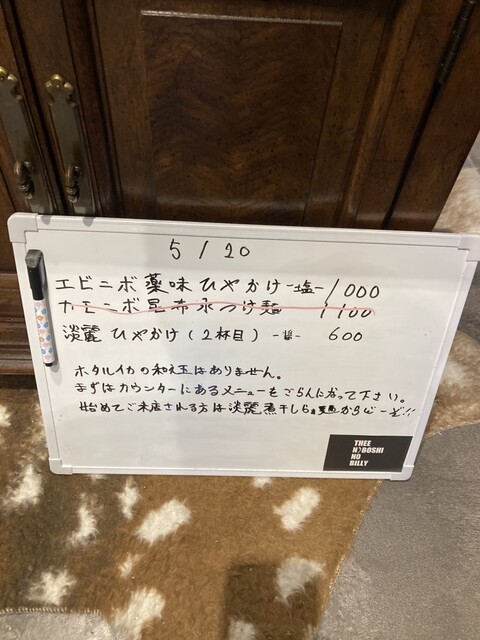 5/20
エビニボ薬味ひやかけ-塩-1000
カモニボ昆布水つけ麺 1100
淡麗ひやかけ(2杯目) -醤- 600
ホタルイカの和え玉はありません。
まずはカウンターにあるメニューをごらんになって下さい。
始めてご来店される方は淡麗煮干しらぁ麺からどーぞ!!
THEE
NIBOSHI
NO
BILLY